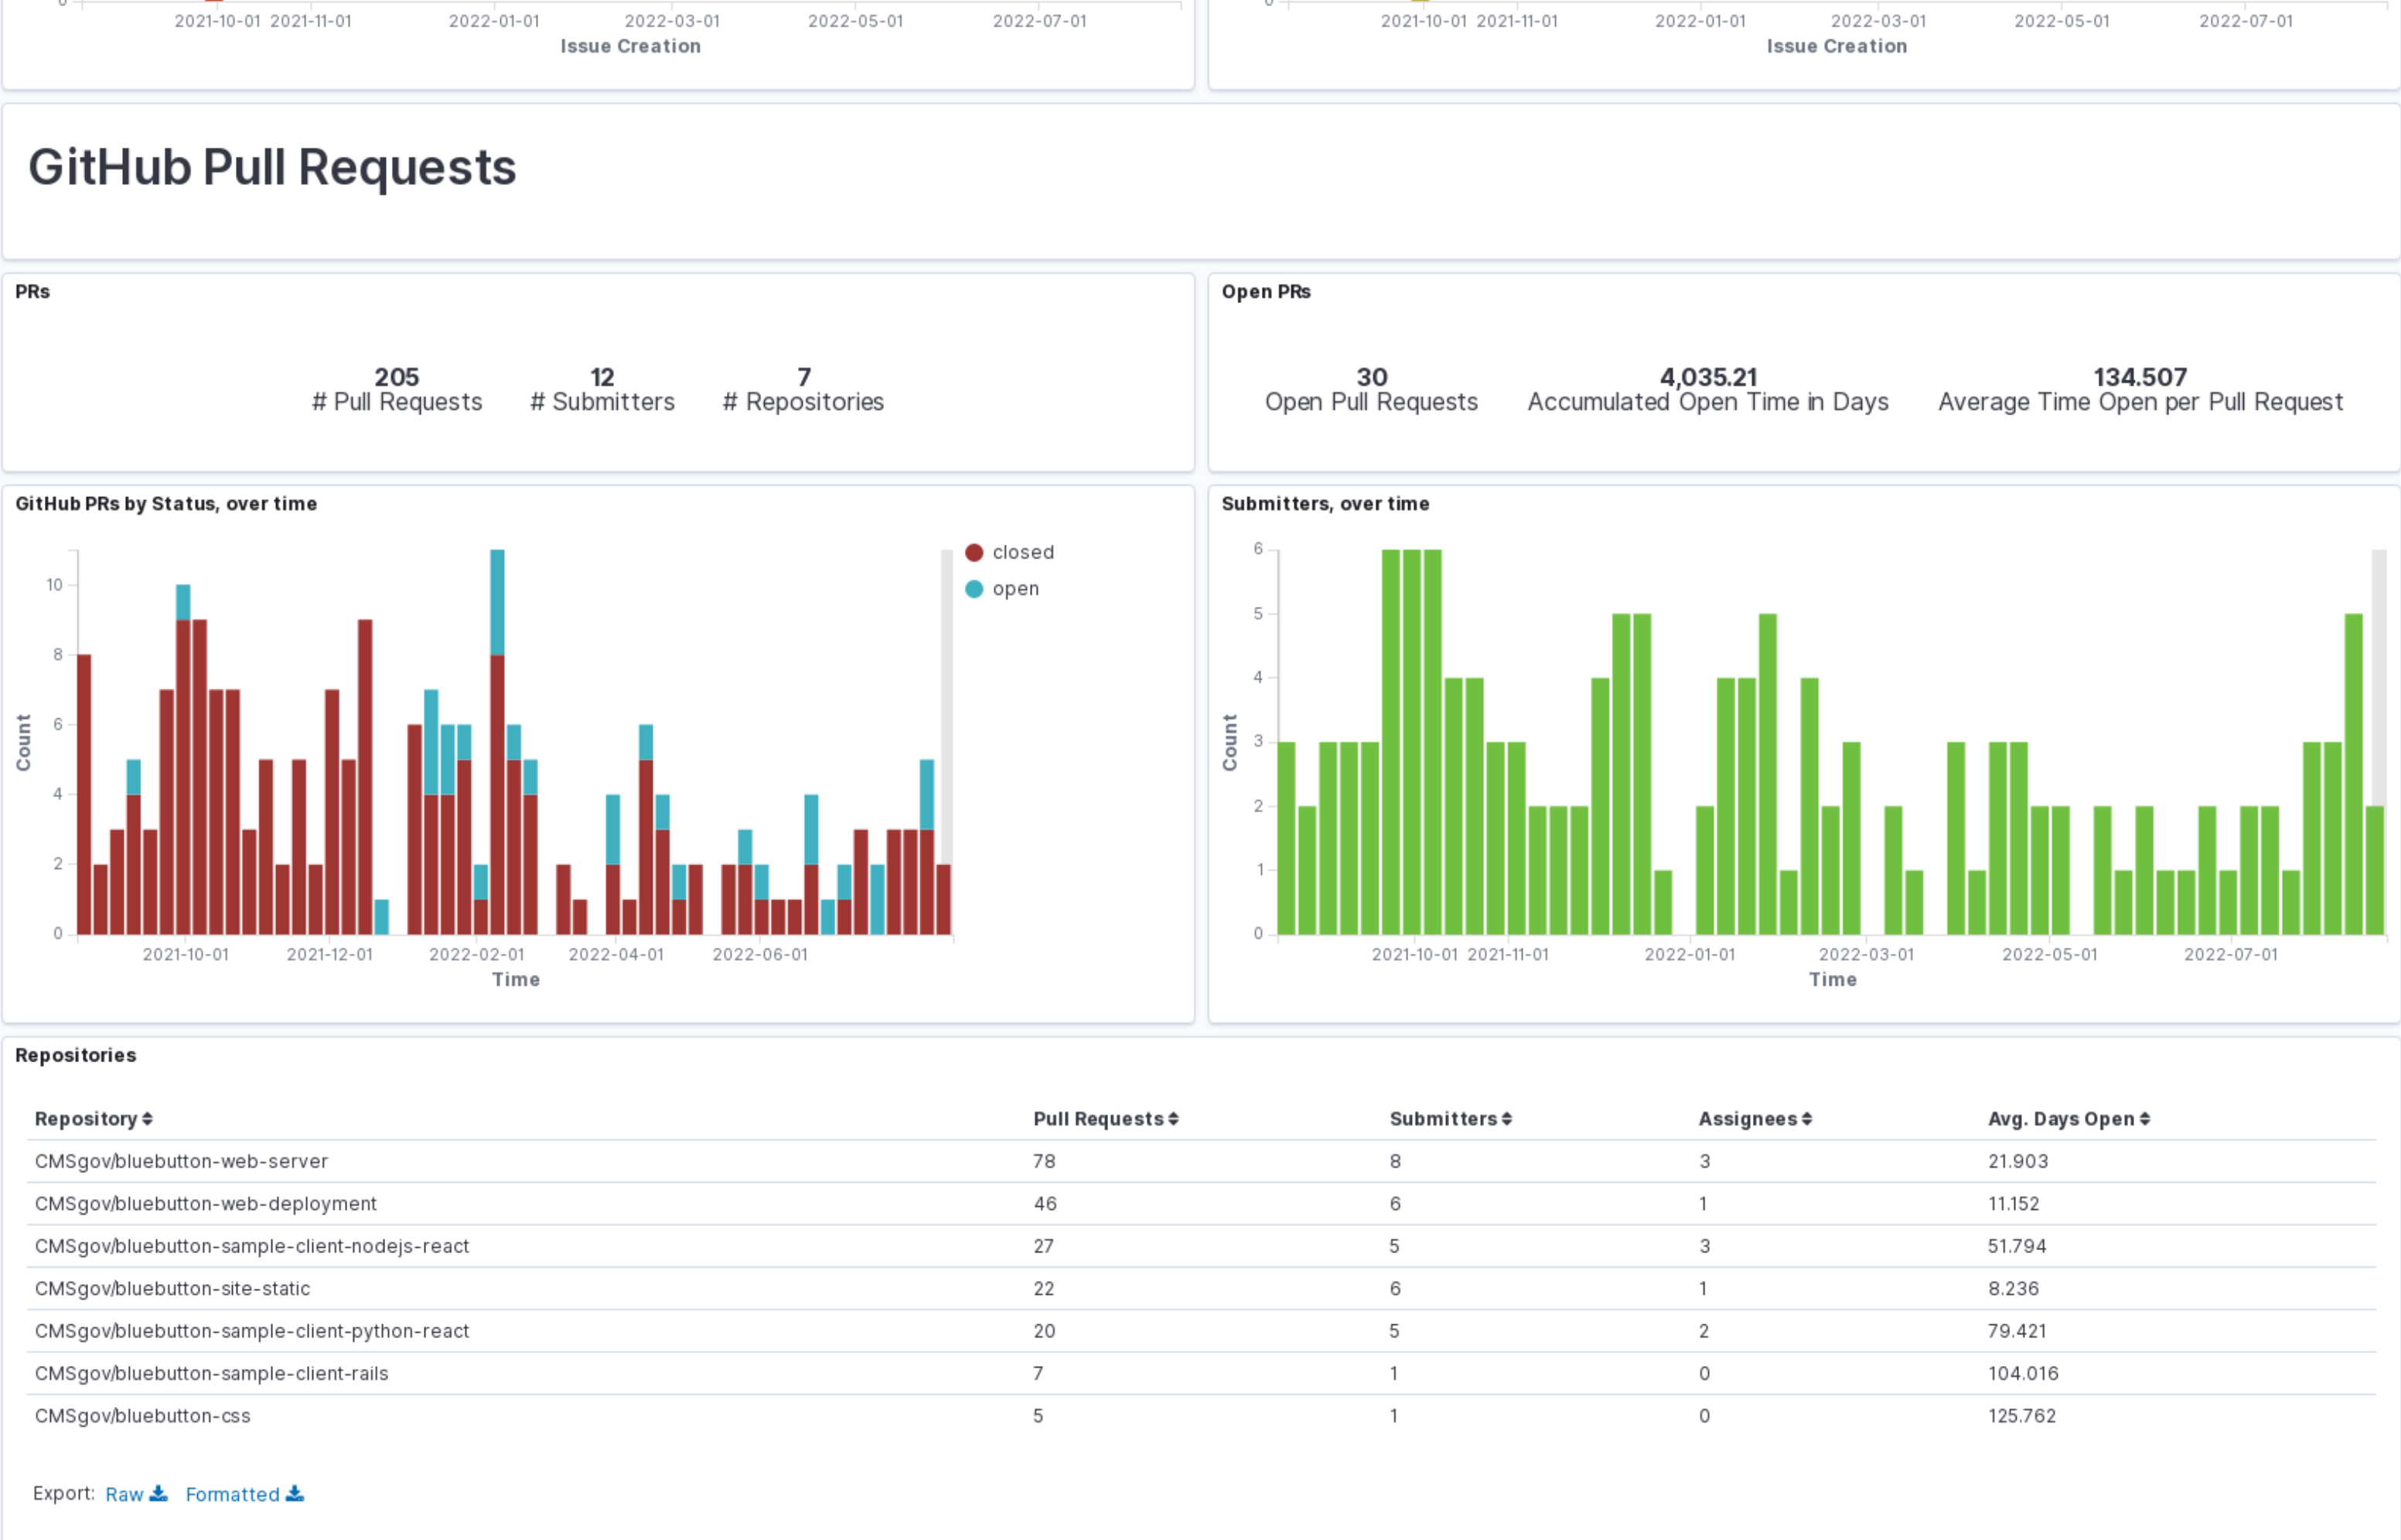 0
2021-10-01 2021-11-01 2022-01-01 2022-03-01 2022-05-01 2022-07-01
Issue Creation
0
2021-10-01 2021-11-01 2022-01-01 2022-03-01 2022-05-01 2022-07-01
Issue Creation
GitHub Pull Requests
PRs
205 12 7
# Pull Requests # Submitters # Repositories
Open PRs
30 4,035.21 134.507
Open Pull Requests Accumulated Open Time in Days Average Time Open per Pull Request
GitHub PRs by Status, over time
closed
open
10
8
6
4
2
0
Count
2021-10-01 2021-12-01 2022-02-01 2022-04-01 2022-06-01
Time
Submitters, over time
6
5
4
3
2
1
0
Count
2021-10-01 2021-11-01 2022-01-01 2022-03-01 2022-05-01 2022-07-01
Time
Repositories
Repository Pull Requests Submitters Assignees Avg. Days Open
CMSgov/bluebutton-web-server 78 8 3 21.903
CMSgov/bluebutton-web-deployment 46 6 1 11.152
CMSgov/bluebutton-sample-client-nodejs-react 27 5 3 51.794
CMSgov/bluebutton-site-static 22 6 1 8.236
CMSgov/bluebutton-sample-client-python-react 20 5 2 79.421
CMSgov/bluebutton-sample-client-rails 7 1 0 104.016
CMSgov/bluebutton-css 5 1 0 125.762
Export: Raw Formatted